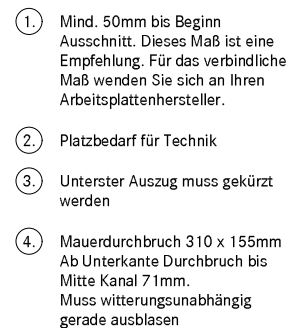 1. Mind. 50mm bis Beginn
Ausschnitt. Dieses Maß ist eine
Empfehlung. Für das verbindliche
Maß wenden Sie sich an Ihren
Arbeitsplattenhersteller.
2. Platzbedarf für Technik
3. Unterster Auszug muss gekürzt
werden
4. Mauerdurchbruch 310 x 155mm
Ab Unterkante Durchbruch bis
Mitte Kanal 71mm.
Muss witterungsunabhängig
gerade ausblasen